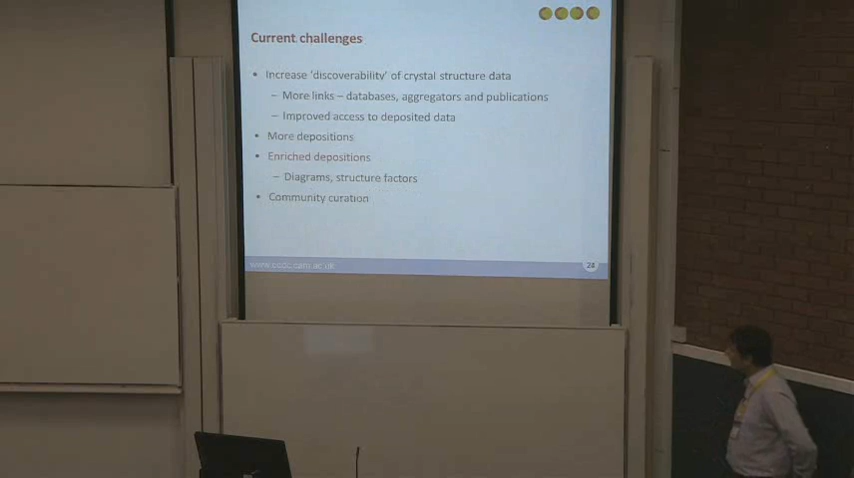 Current challenges
• Increase 'discoverability' of crystal structure data
– More links – databases, aggregators and publications
– Improved access to deposited data
• More depositions
• Enriched depositions
– Diagrams, structure factors
• Community curation
www.ccdc.cam.ac.uk
24